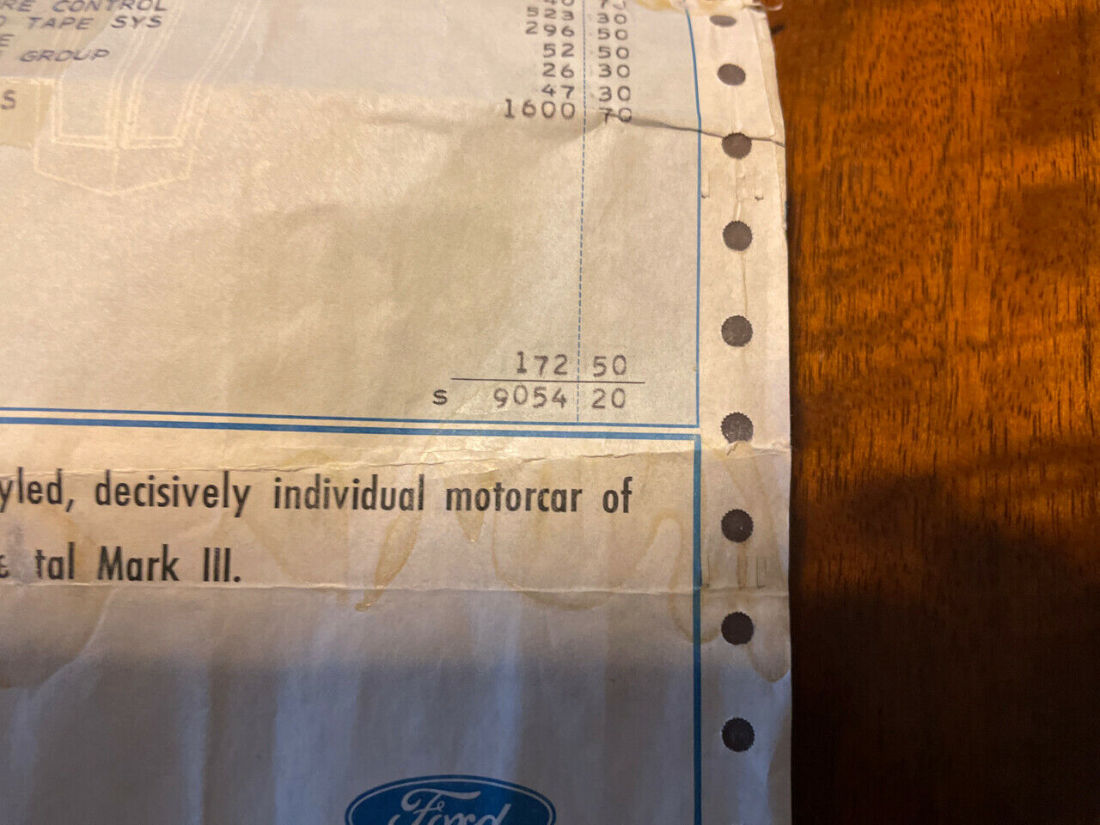 RE CONTROL
TAPE SYS 523 30
296 50
GROUP 52 50
26 30
S 47 30
1600 70
172 50
S 9054 20
yled, decisively individual motorcar of
tal Mark III.
Ford